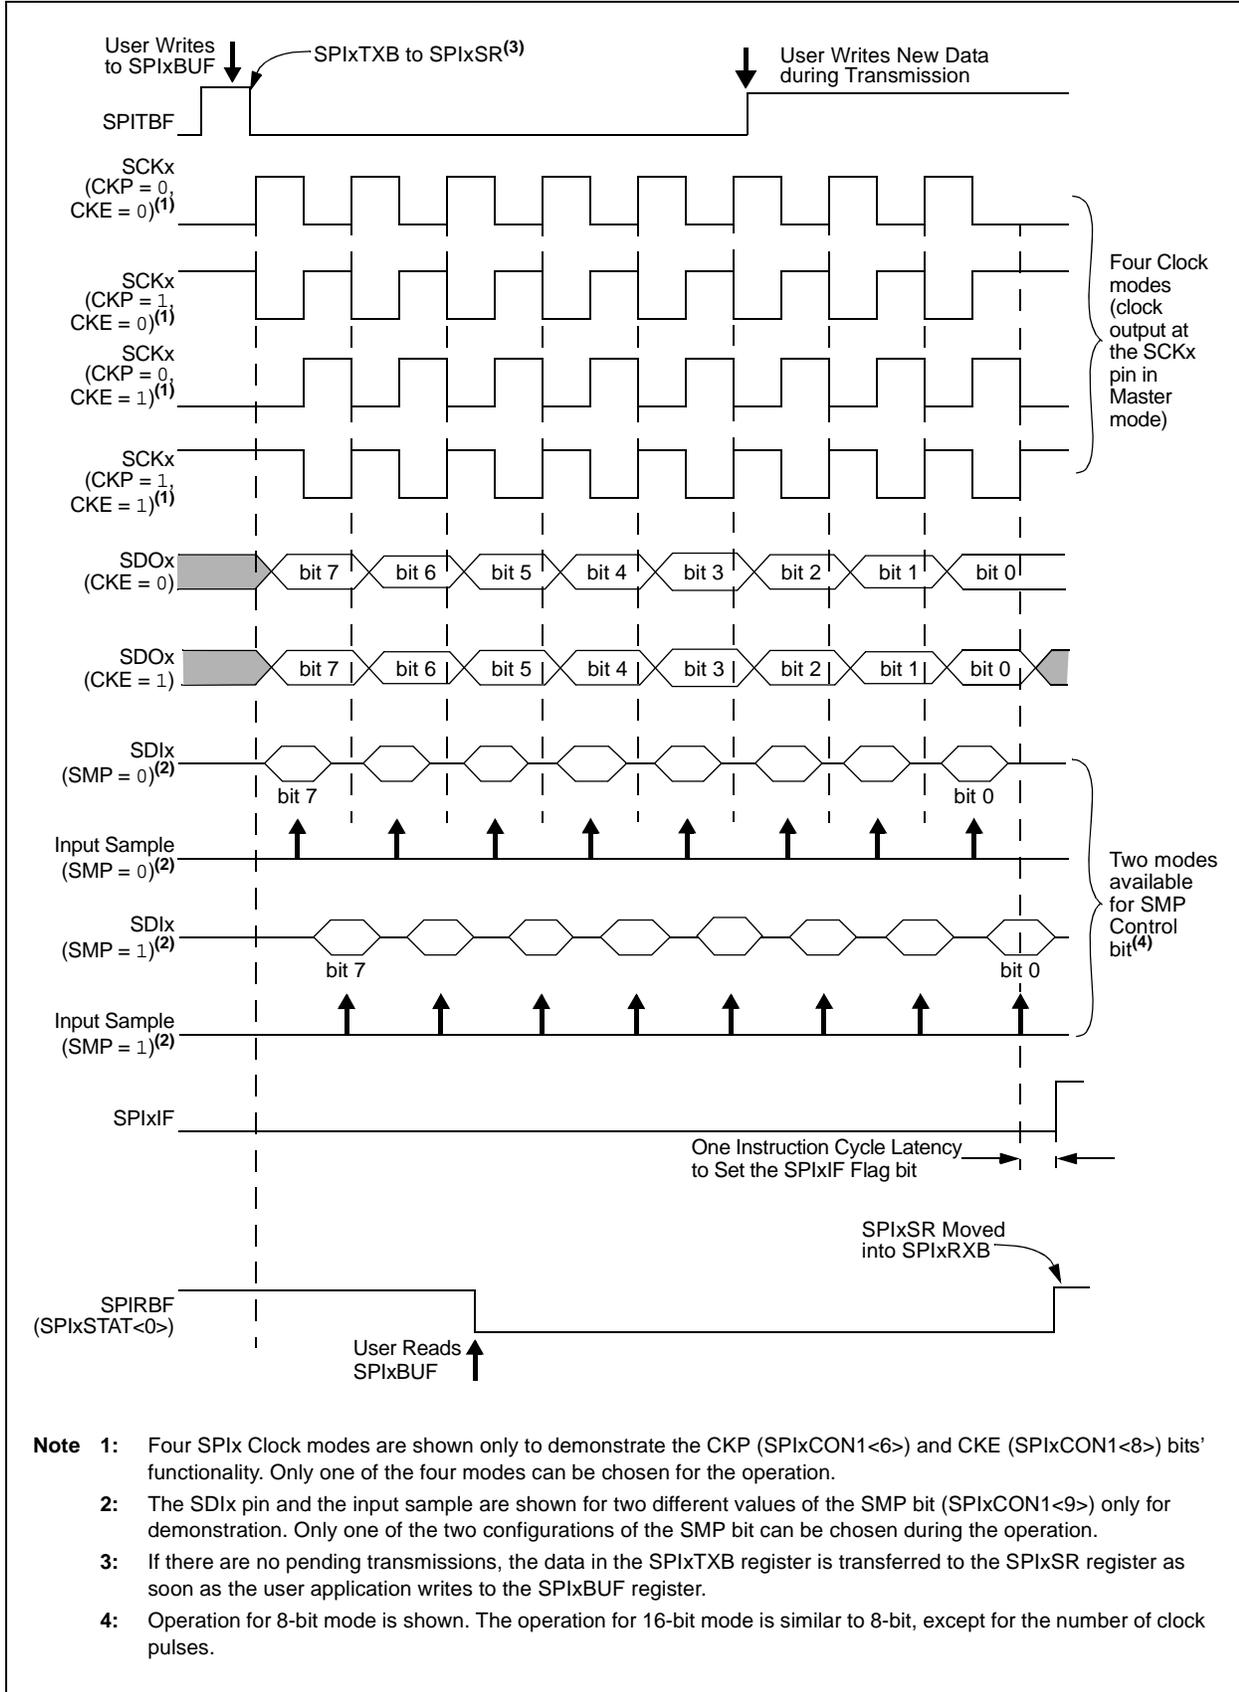 User Writes
to SPIxBUF
SPIxTXB to SPIxSR(3)
User Writes New Data
during Transmission
SPITBF
SCKx
(CKP = 0,
CKE = 0)(1)
SCKx
(CKP = 1,
CKE = 0)(1)
SCKx
(CKP = 0,
CKE = 1)(1)
SCKx
(CKP = 1,
CKE = 1)(1)
Four Clock
modes
(clock
output at
the SCKx
pin in
Master
mode)
SDOx
(CKE = 0)
bit 7 bit 6 bit 5 bit 4 bit 3 bit 2 bit 1 bit 0
SDOx
(CKE = 1)
bit 7 bit 6 bit 5 bit 4 bit 3 bit 2 bit 1 bit 0
SDIx
(SMP = 0)(2)
bit 7 bit 0
Input Sample
(SMP = 0)(2)
SDIx
(SMP = 1)(2)
bit 7 bit 0
Input Sample
(SMP = 1)(2)
Two modes
available
for SMP
Control
bit(4)
SPIxIF
One Instruction Cycle Latency
to Set the SPIxIF Flag bit
SPIxSR Moved
into SPIxRXB
SPIRBF
(SPIxSTAT<0>)
User Reads
SPIxBUF
Note 1: Four SPIx Clock modes are shown only to demonstrate the CKP (SPIxCON1<6>) and CKE (SPIxCON1<8>) bits'
functionality. Only one of the four modes can be chosen for the operation.
2: The SDIx pin and the input sample are shown for two different values of the SMP bit (SPIxCON1<9>) only for
demonstration. Only one of the two configurations of the SMP bit can be chosen during the operation.
3: If there are no pending transmissions, the data in the SPIxTXB register is transferred to the SPIxSR register as
soon as the user application writes to the SPIxBUF register.
4: Operation for 8-bit mode is shown. The operation for 16-bit mode is similar to 8-bit, except for the number of clock
pulses.